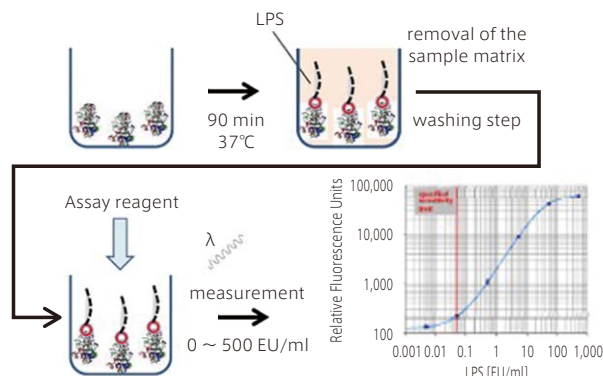 LPS
removal of the
sample matrix
90 min
37℃
washing step
Assay reagent
λ
measurement
0 ~ 500 EU/ml
Relative Fluorescence Units
100,000
10,000
1,000
100
specified
sensitivity
0.001
0.01
0.1
1
10
100
1,000
LPS [EU/ml]